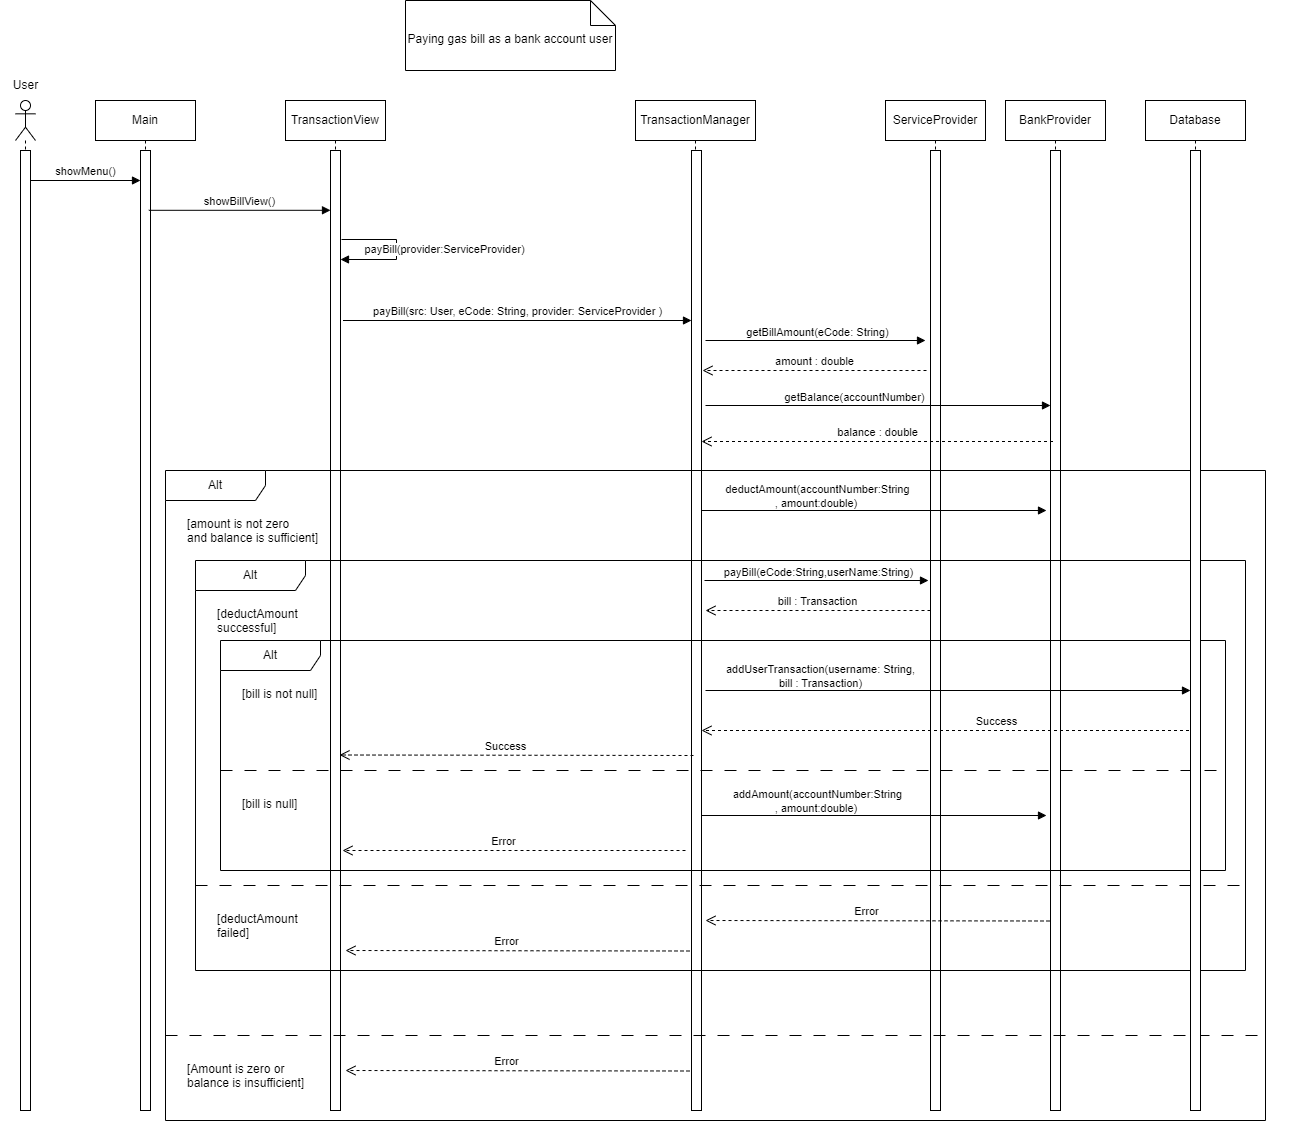 Paying gas bill as a bank account user
User
Main
TransactionView
TransactionManager
ServiceProvider
BankProvider
Database
showMenu()
showBillView()
payBill(provider:ServiceProvider)
payBill(src: User, eCode: String, provider: ServiceProvider )
getBillAmount(eCode: String)
amount : double
getBalance(accountNumber)
balance : double
Alt
deductAmount(accountNumber:String
, amount:double)
[amount is not zero
and balance is sufficient]
Alt
payBill(eCode:String,userName:String)
bill : Transaction
[deductAmount
successful]
Alt
addUserTransaction(username: String,
bill : Transaction)
[bill is not null]
Success
Success
[bill is null]
addAmount(accountNumber:String
, amount:double)
Error
[deductAmount
failed]
Error
Error
[Amount is zero or
balance is insufficient]
Error